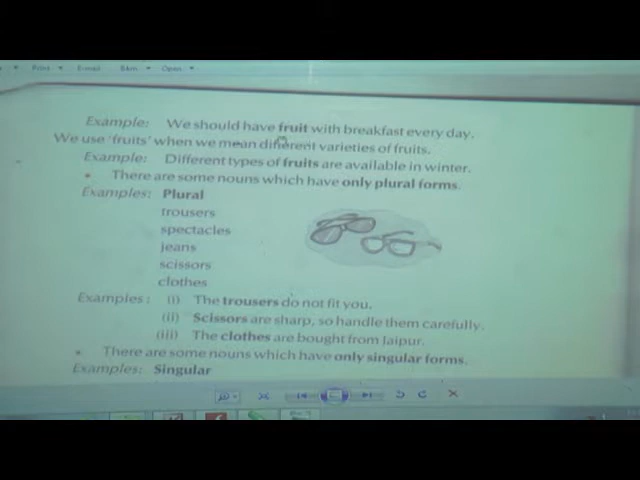 Print
E-mail
Burn
Open
Example: We should have fruit with breakfast every day.
We use 'fruits' when we mean different varieties of fruits.
Example: Different types of fruits are available in winter.
• There are some nouns which have only plural forms.
Examples: Plural
trousers
spectacles
jeans
scissors
clothes
Examples : (i) The trousers do not fit you.
(ii) Scissors are sharp, so handle them carefully.
(iii) The clothes are bought from Jaipur.
• There are some nouns which have only singular forms.
Examples: Singular